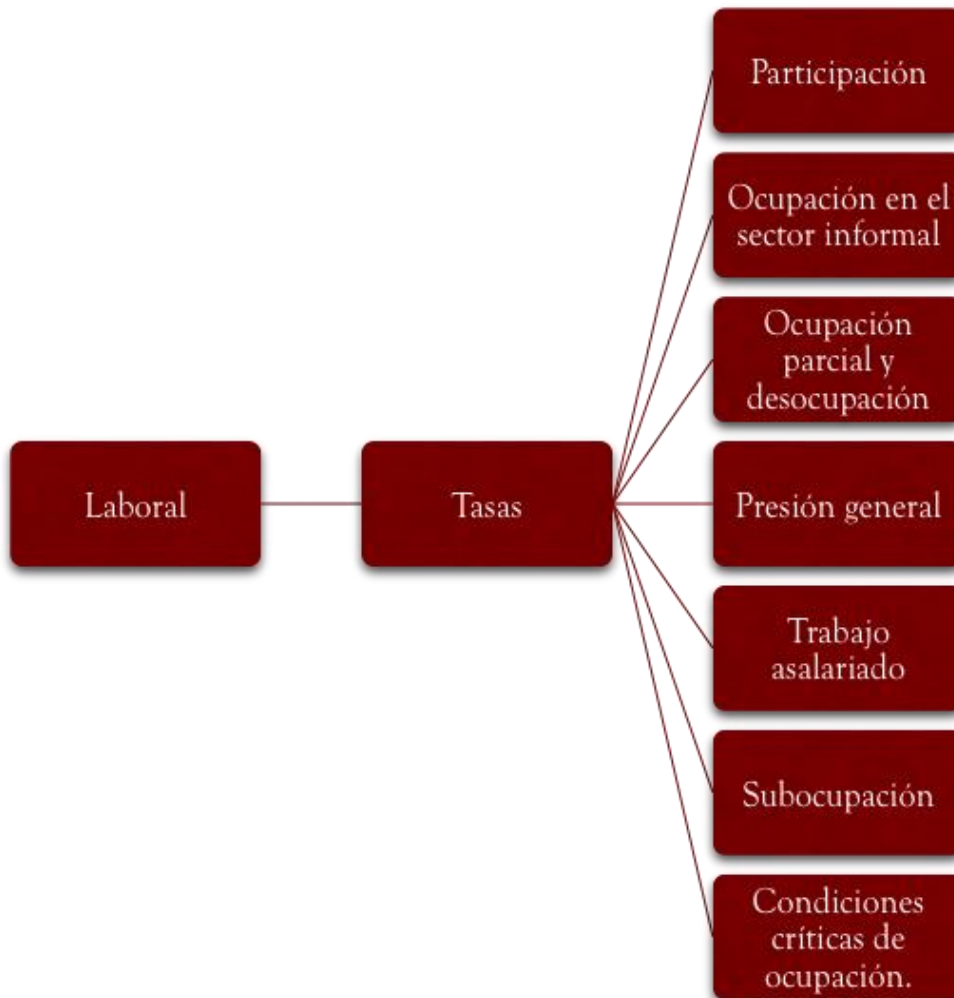 Laboral
Tasas
Participación
Ocupación en el
sector informal
Ocupación
parcial y
desocupación
Presión general
Trabajo
asalariado
Subocupación
Condiciones
críticas de
ocupación.